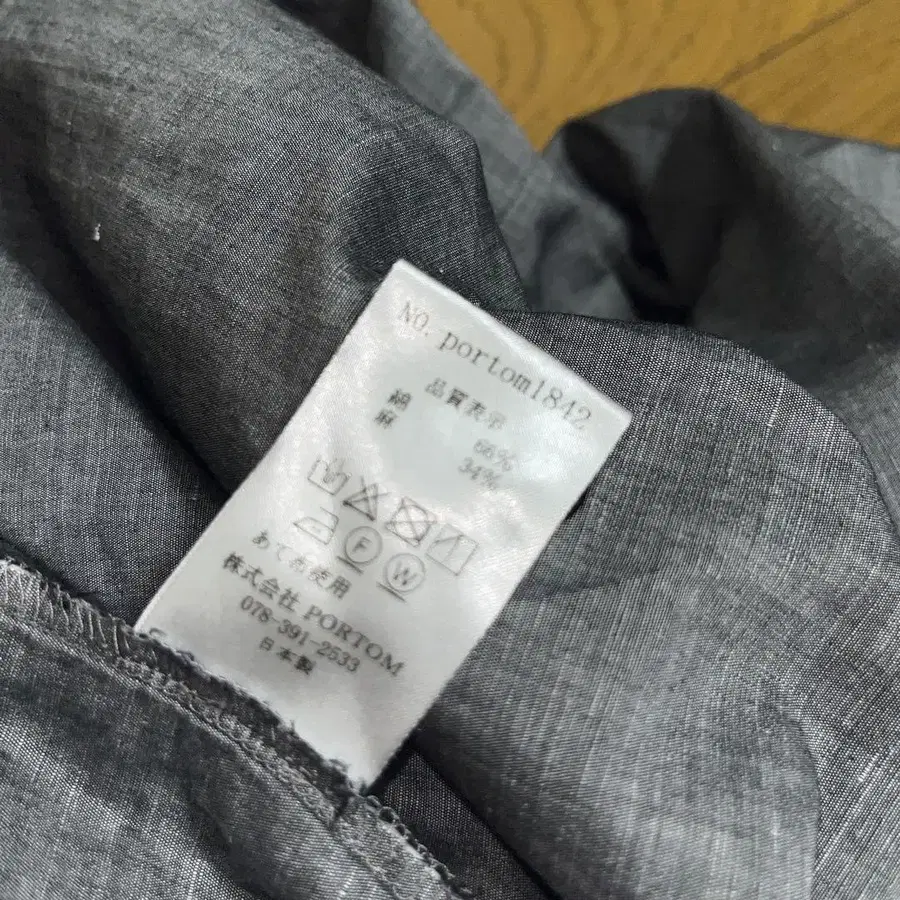 NO. portom1842
品質表示
綿 66%
麻 34%
F W
あて布使用
株式会社 PORTOM
078-391-2533
日本製